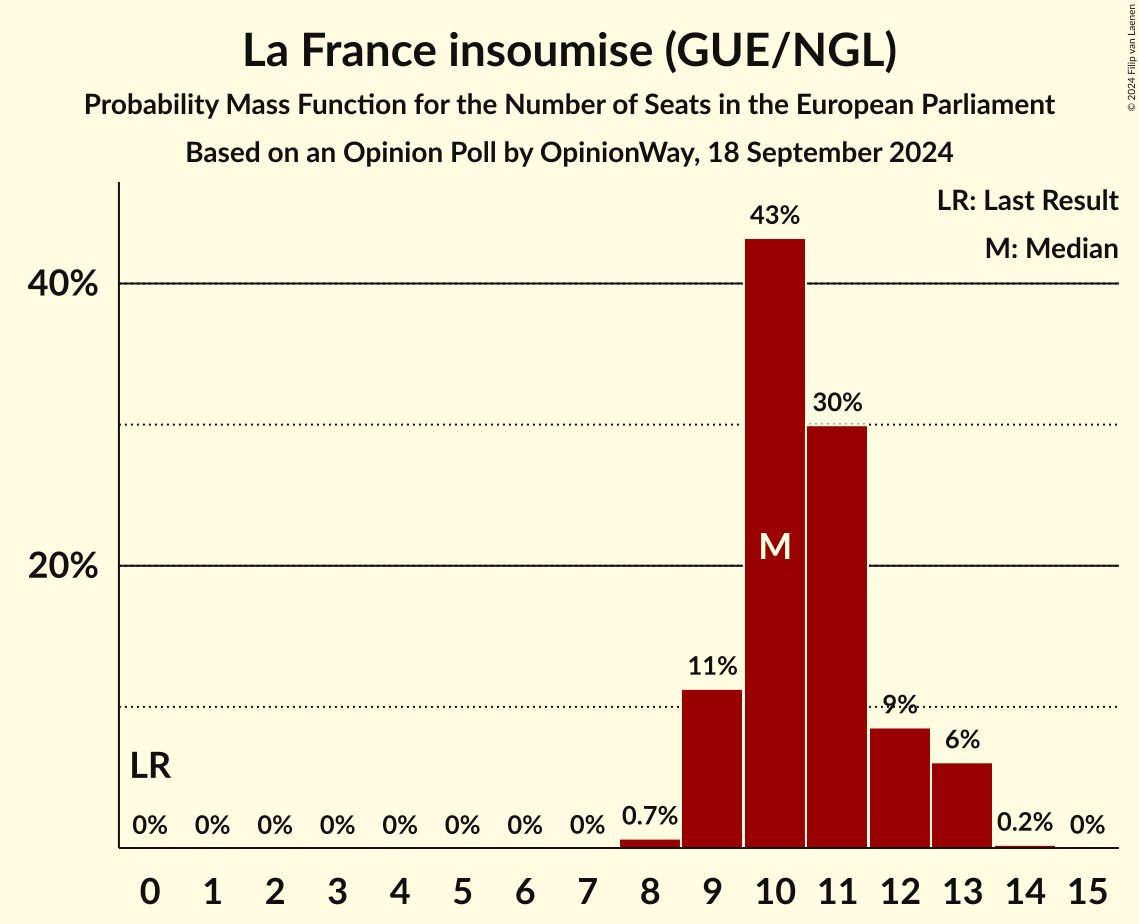 La France insoumise (GUE/NGL)
Probability Mass Function for the Number of Seats in the European Parliament
Based on an Opinion Poll by OpinionWay, 18 September 2024
© 2024 Filip van Laenen
LR: Last Result
M: Median
40%
20%
43%
30%
M
11%
9%
6%
LR
0% 0% 0% 0% 0% 0% 0% 0% 0.7% 0.2% 0%
0 1 2 3 4 5 6 7 8 9 10 11 12 13 14 15